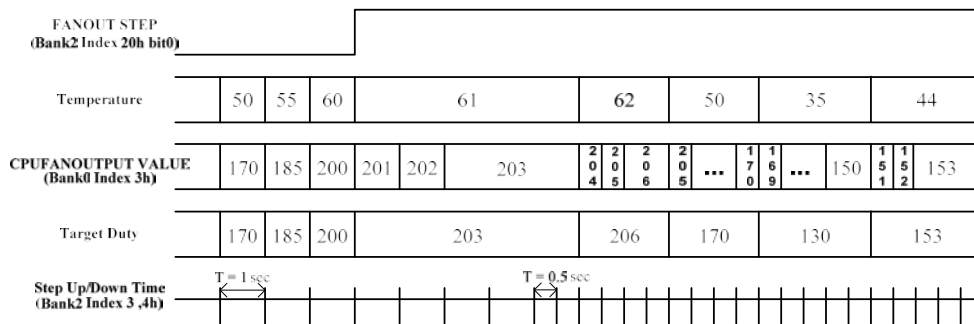 FANOUT STEP
(Bank2 Index 20h bit0)
Temperature 50 55 60 61 62 50 35 44
CPUFANOUTPUT VALUE
(Bank0 Index 3h)
170 185 200 201 202 203 204 205 206 205 ... 170 169 ... 150 151 152 153
Target Duty 170 185 200 203 206 170 130 153
T = 1 sec T = 0.5 sec
Step Up/Down Time
(Bank2 Index 3 ,4h)